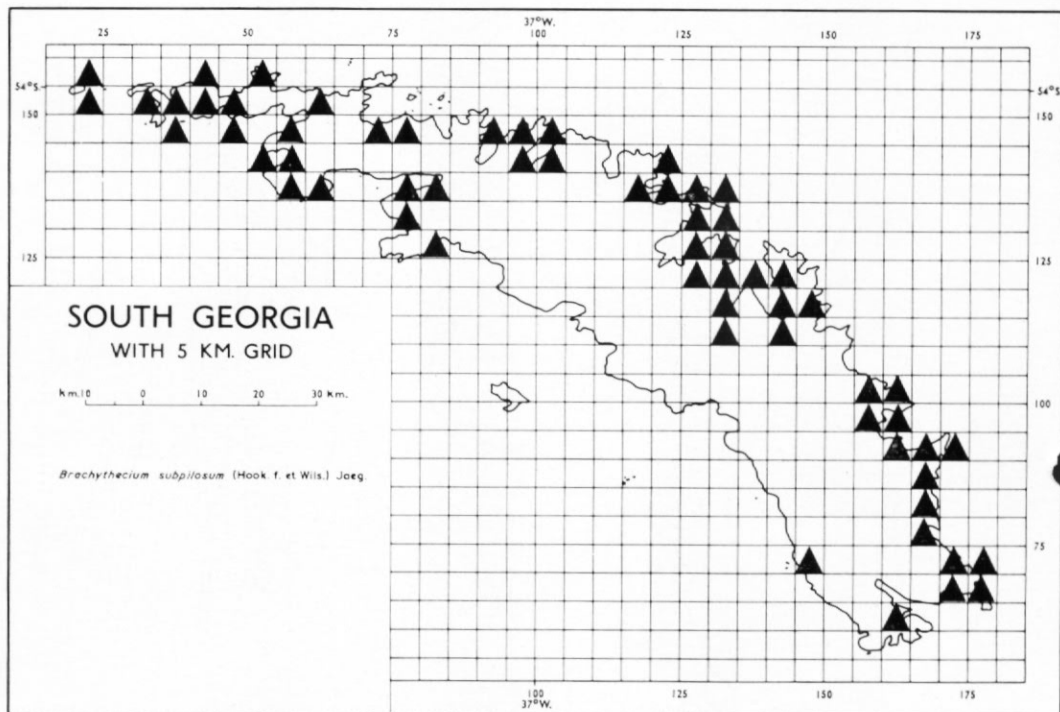 37°W.
25 50 75 100 125 150 175
54°S. 54°S.
150 150
125 125
SOUTH GEORGIA
WITH 5 KM. GRID
km.10 0 10 20 30 km.
100
Brachythecium subpilosum (Hook. f. et Wils.) Jaeg.
75
100 125 150 175
37°W.